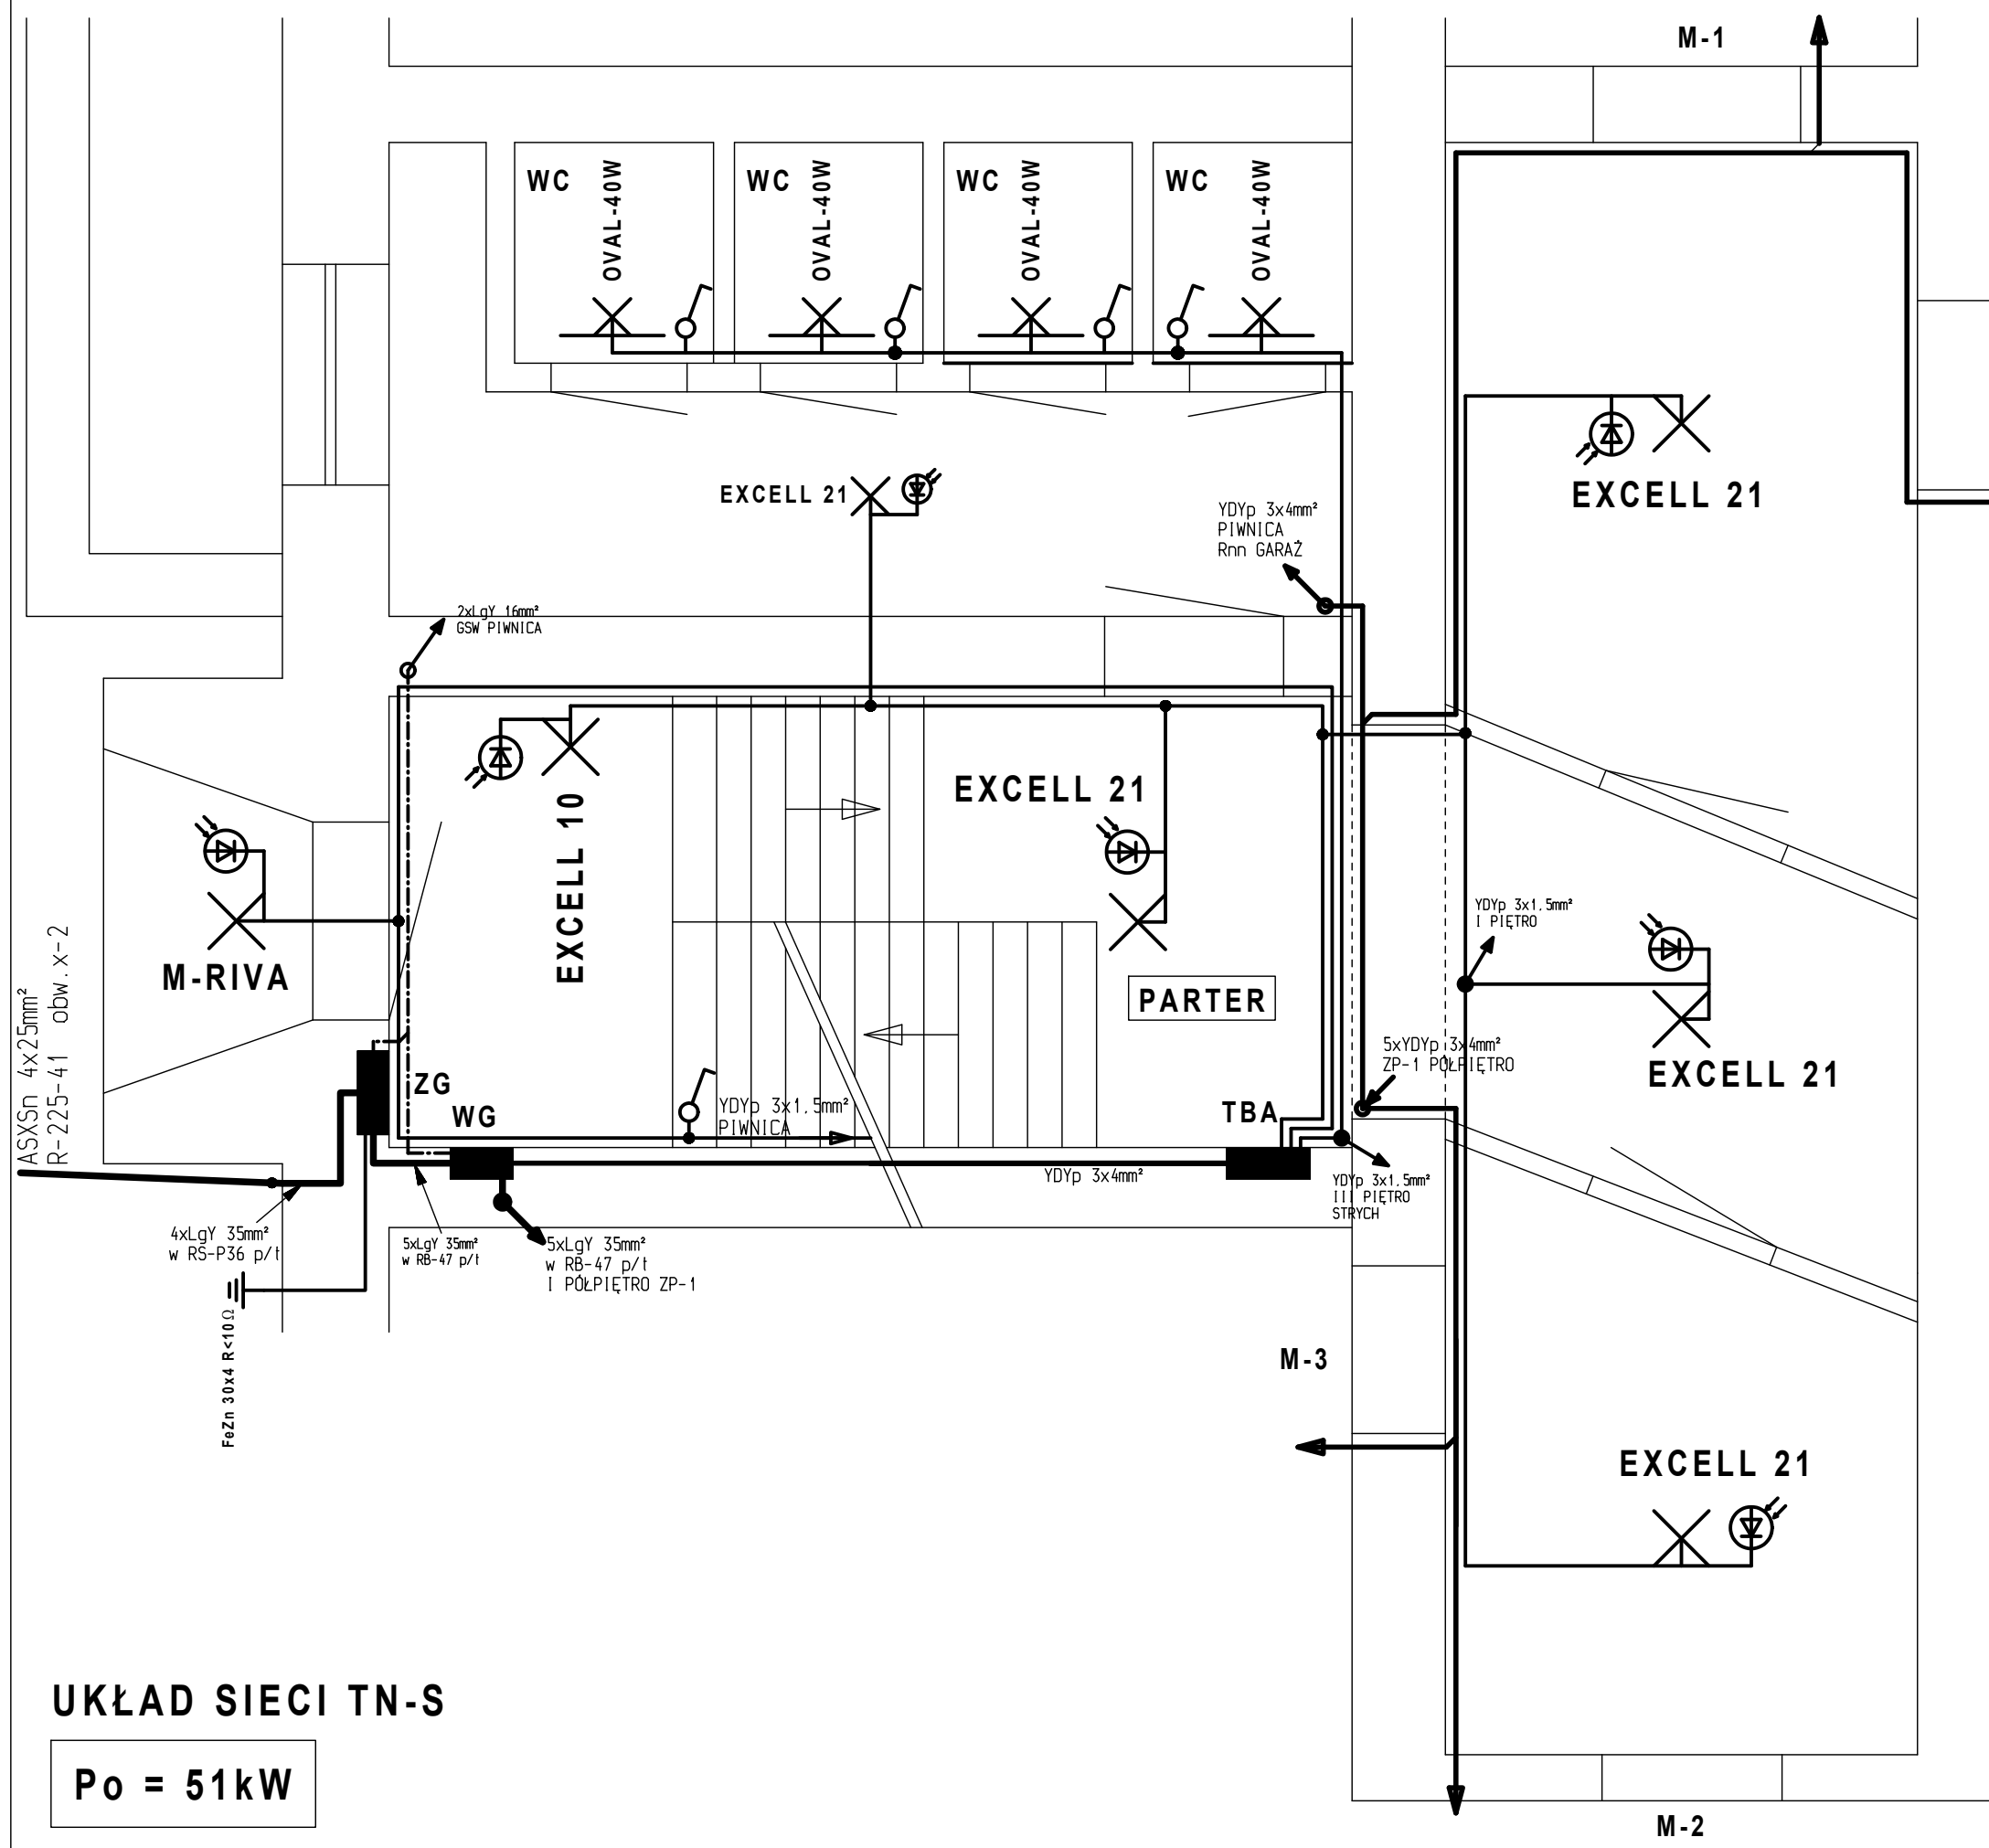 M-1
WC
OVAL-40W
WC
OVAL-40W
WC
OVAL-40W
WC
OVAL-40W
EXCELL 21
EXCELL 21
YDYp 3x4mm²
PIWNICA
Rnn GARAŻ
2xLgY 16mm²
GSW PIWNICA
EXCELL 10
EXCELL 21
M-RIVA
ASXSn 4x25mm²
R-225-41 obw.x-2
YDYp 3x1,5mm²
I PIĘTRO
PARTER
EXCELL 21
5xYDYp 3x4mm²
ZP-1 PÓŁPIĘTRO
ZG
WG
YDYp 3x1,5mm²
PIWNICA
TBA
YDYp 3x4mm²
YDYp 3x1,5mm²
III PIĘTRO
STRYCH
4xLgY 35mm²
w RS-P36 p/t
5xLgY 35mm²
w RB-47 p/t
5xLgY 35mm²
w RB-47 p/t
I PÓŁPIĘTRO ZP-1
FeZn 30x4 R<10Ω
M-3
EXCELL 21
UKŁAD SIECI TN-S
Po = 51kW
M-2